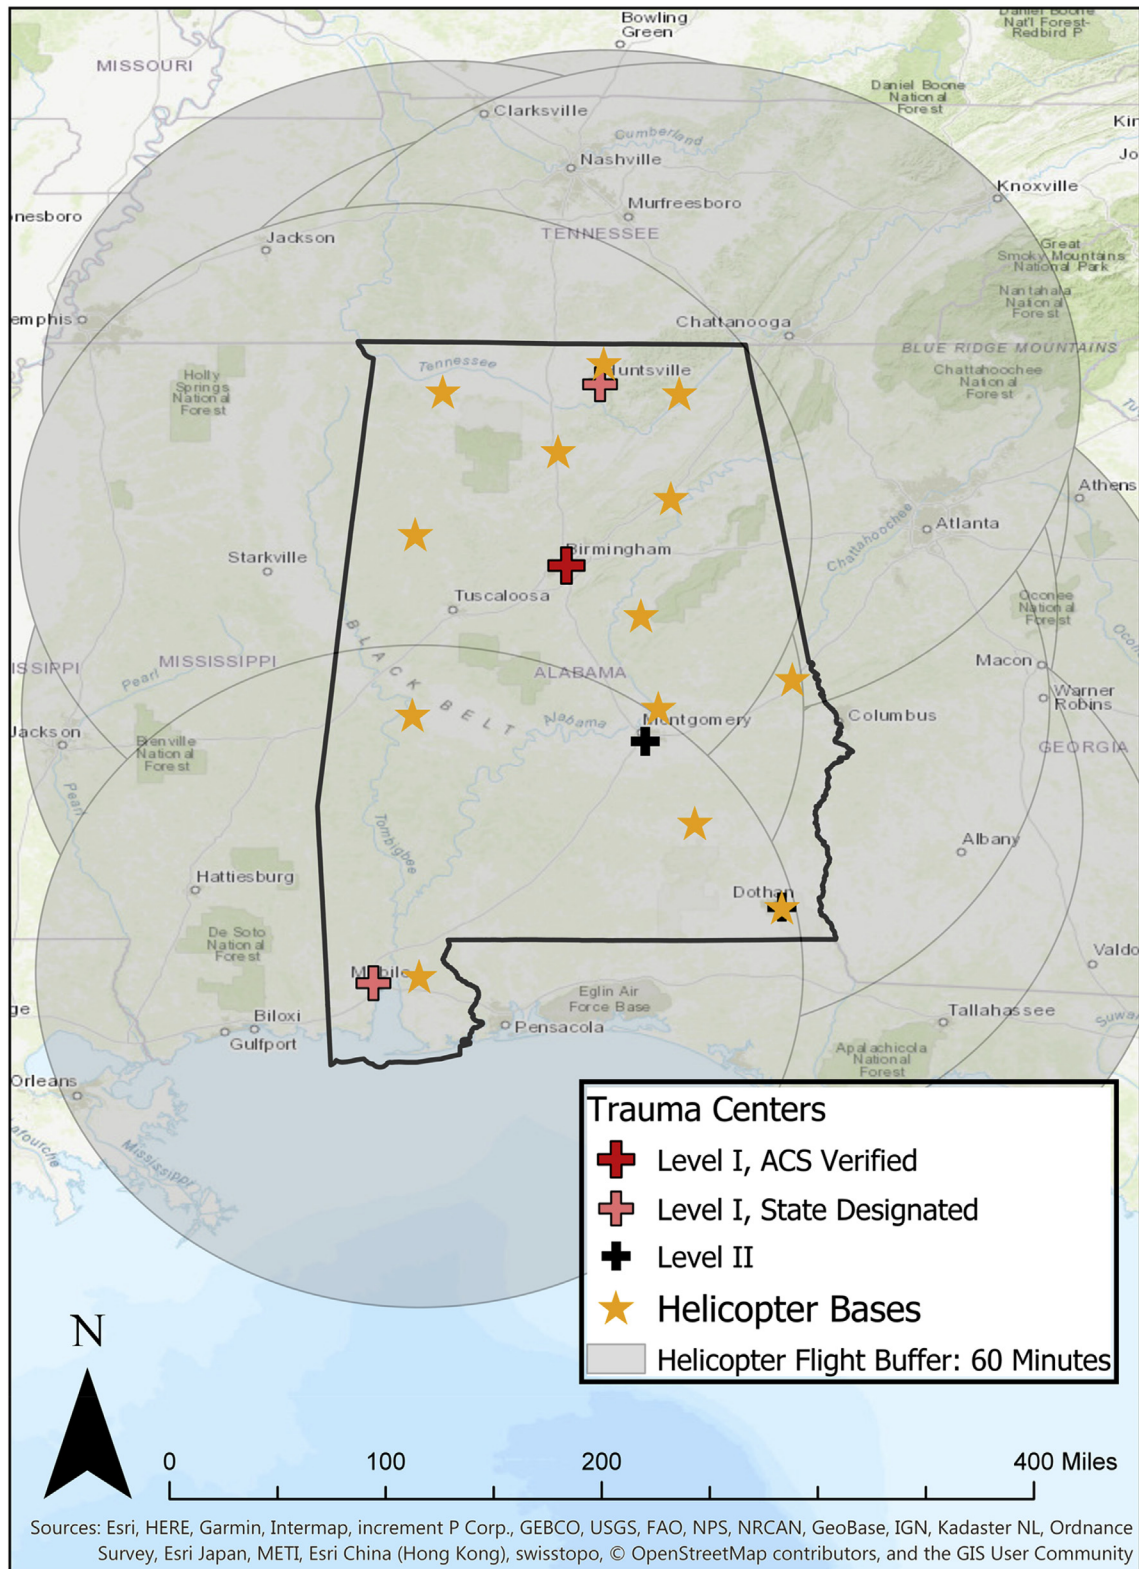 Bowling
Green
Daniel Boone
Nat'l Forest-
Redbird P
MISSOURI
Daniel Boone
National
Forest
Clarksville
Cumberland
Nashville
Knoxville
nesboro
Murfreesboro
TENNESSEE
Jackson
Great
Smoky Mountains
National Park
Nantahala
National
Forest
emphis
Chattanooga
BLUE RIDGE MOUNTAINS
Tennessee
untsville
Holly
Springs
National
Forest
Chattahoochee
National
Forest
Athens
Chattahoochee
Atlanta
Birmingham
Starkville
Tuscaloosa
Oconee
National
Forest
BLACK BELT
ISSIPPI
MISSISSIPPI
Pearl
ALABAMA
Macon
Warner
Robins
Alabama
Montgomery
Columbus
Jackson
Bienville
National
Forest
GEORGIA
Pearl
Tombigbee
Albany
Hattiesburg
Dothan
De Soto
National
Forest
Valdo
Mobile
Eglin Air
Force Base
Biloxi
Gulfport
Pensacola
Tallahassee
Suwa
Apalachicola
National
Forest
Orleans
afourche
Mississippi
Trauma Centers
Level I, ACS Verified
Level I, State Designated
Level II
Helicopter Bases
Helicopter Flight Buffer: 60 Minutes
N
0 100 200 400 Miles
Sources: Esri, HERE, Garmin, Intermap, increment P Corp., GEBCO, USGS, FAO, NPS, NRCAN, GeoBase, IGN, Kadaster NL, Ordnance
Survey, Esri Japan, METI, Esri China (Hong Kong), swisstopo, © OpenStreetMap contributors, and the GIS User Community